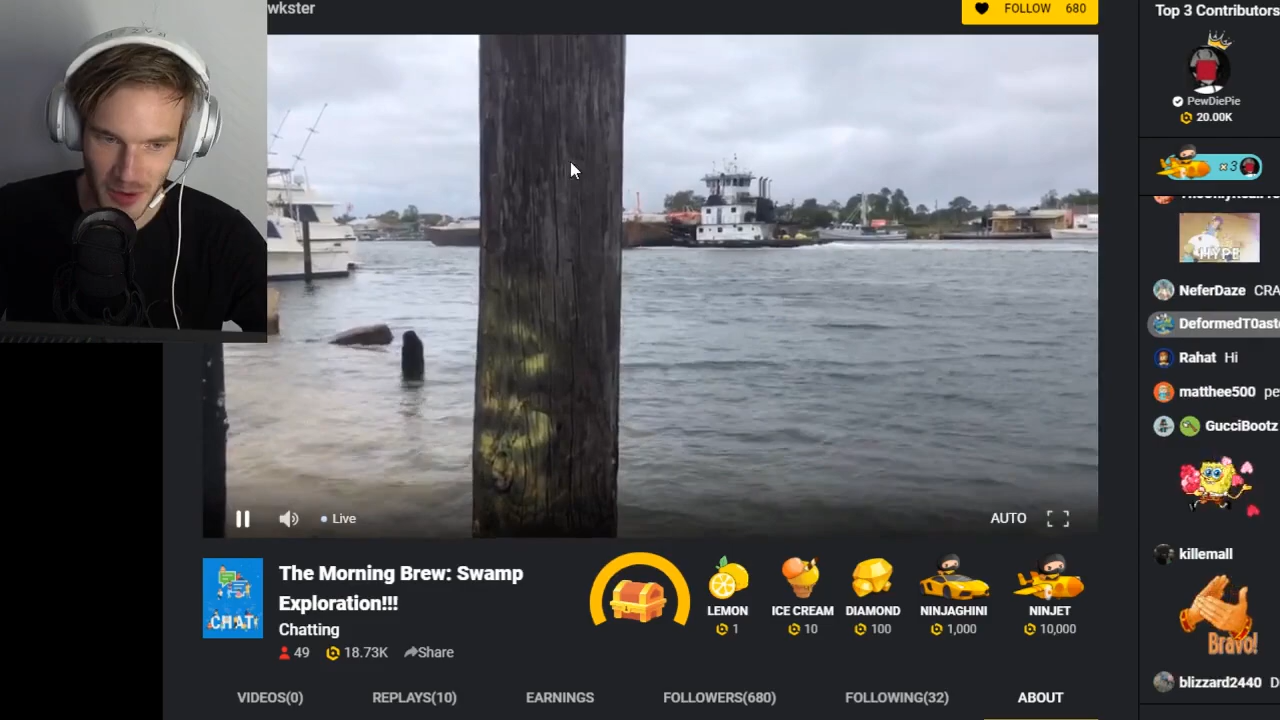 wkster
FOLLOW 680
Top 3 Contributors
PewDiePie
20.00K
x3
HYPE
NeferDaze CRA
DeformedT0ast
Rahat Hi
matthee500 pe
GucciBootz
killemall
Bravo!
blizzard2440 D
Live
AUTO
CHAT
The Morning Brew: Swamp
Exploration!!!
Chatting
49 18.73K Share
LEMON
1
ICE CREAM
10
DIAMOND
100
NINJAGHINI
1,000
NINJET
10,000
VIDEOS(0) REPLAYS(10) EARNINGS FOLLOWERS(680) FOLLOWING(32) ABOUT